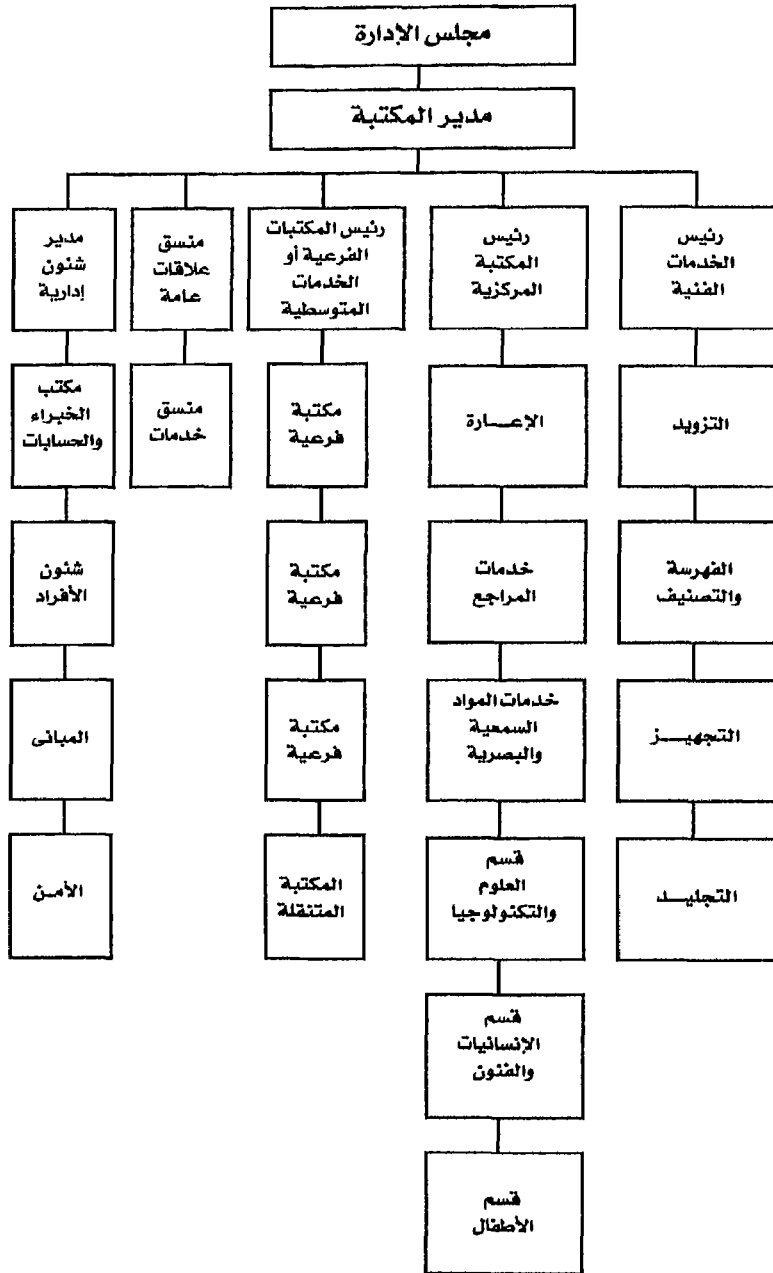 مجلس الإدارة
مدير المكتبة
رئيس
الخدمات
الفنية
رئيس
المكتبة
المركزية
رئيس المكتبات
الفرعية أو
الخدمات
المتوسطية
منسق
علاقات
عامة
مدير
شئون
إدارية
التزويد
الإعـــارة
مكتبة
فرعية
منسق
خدمات
مكتب
الخبراء
والحسابات
الفهرسة
والتصنيف
خدمات
المراجع
مكتبة
فرعية
شئون
الأفراد
التجهيــز
خدمات المواد
السمعية
والبصرية
مكتبة
فرعية
المبانى
التجليــد
قسم
العلوم
والتكنولوجيا
المكتبة
المتنقلة
الأمـن
قسم
الإنسانيات
والفنون
قسم
الأطفال